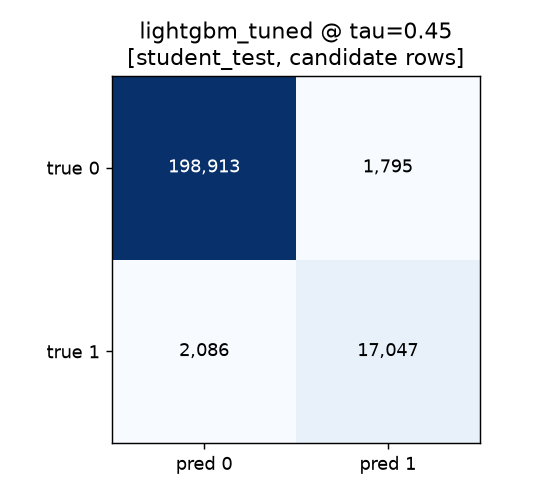 lightgbm_tuned @ tau=0.45
[student_test, candidate rows]
true 0
198,913
1,795
true 1
2,086
17,047
pred 0
pred 1